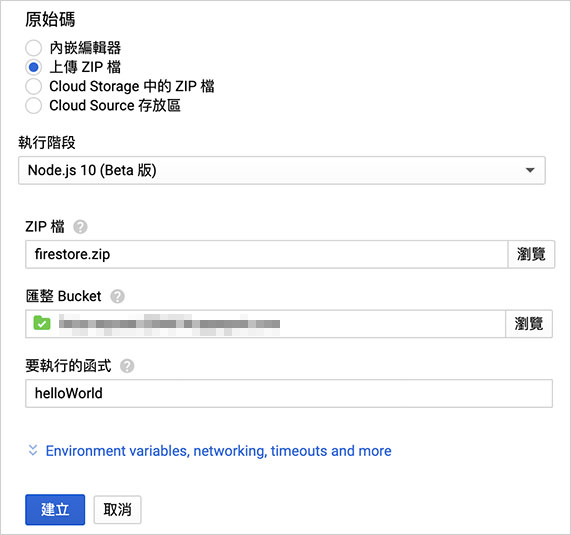 原始碼
內嵌編輯器
上傳 ZIP 檔
Cloud Storage 中的 ZIP 檔
Cloud Source 存放區
執行階段
Node.js 10 (Beta 版)
ZIP 檔
firestore.zip
瀏覽
匯整 Bucket
瀏覽
要執行的函式
helloWorld
Environment variables, networking, timeouts and more
建立
取消